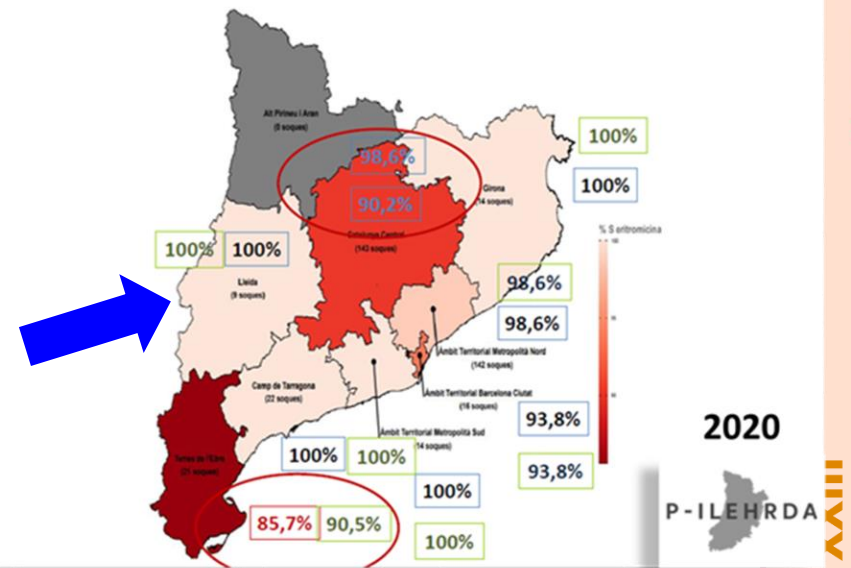 Alt Pirineu i Aran
(0 soques)
98,6%
90,2%
Catalunya Central
(143 soques)
Girona
(14 soques)
100%
100%
% S eritromicina
100% 100%
Lleida
(9 soques)
98,6%
98,6%
Àmbit Territorial Metropolità Nord
(142 soques)
Camp de Tarragona
(22 soques)
Àmbit Territorial Barcelona Ciutat
(16 soques)
93,8%
Àmbit Territorial Metropolità Sud
(14 soques)
2020
Terres de l'Ebre
(21 soques)
100% 100%
93,8%
100%
85,7% 90,5%
100%
P-ILEHRDA